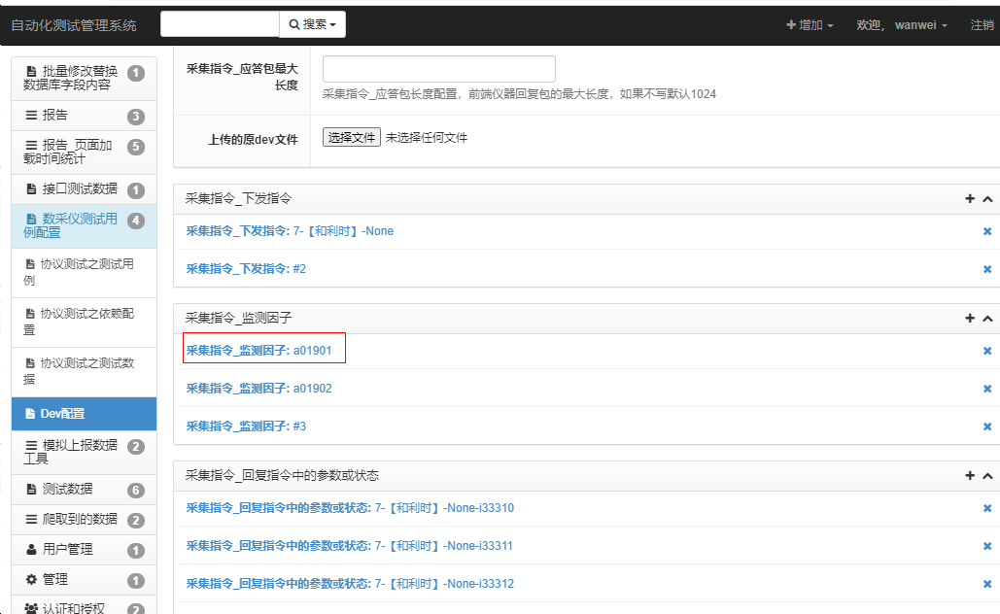 自动化测试管理系统
搜索
增加
欢迎， wanwei
注销
批量修改替换
数据库字段内容
1
报告
3
报告_页面加
载时间统计
5
接口测试数据
1
数采仪测试用
例配置
4
协议测试之测试用
例
协议测试之依赖配
置
协议测试之测试数
据
Dev配置
模拟上报数据
工具
2
测试数据
6
爬取到的数据
2
用户管理
1
管理
1
认证和授权
2
采集指令_应答包最大
长度
采集指令_应答包长度配置，前端仪器回复包的最大长度，如果不写默认1024
上传的原dev文件
选择文件 未选择任何文件
采集指令_下发指令
采集指令_下发指令: 7-【和利时】-None
采集指令_下发指令: #2
采集指令_监测因子
采集指令_监测因子: a01901
采集指令_监测因子: a01902
采集指令_监测因子: #3
采集指令_回复指令中的参数或状态
采集指令_回复指令中的参数或状态: 7-【和利时】-None-i33310
采集指令_回复指令中的参数或状态: 7-【和利时】-None-i33311
采集指令_回复指令中的参数或状态: 7-【和利时】-None-i33312